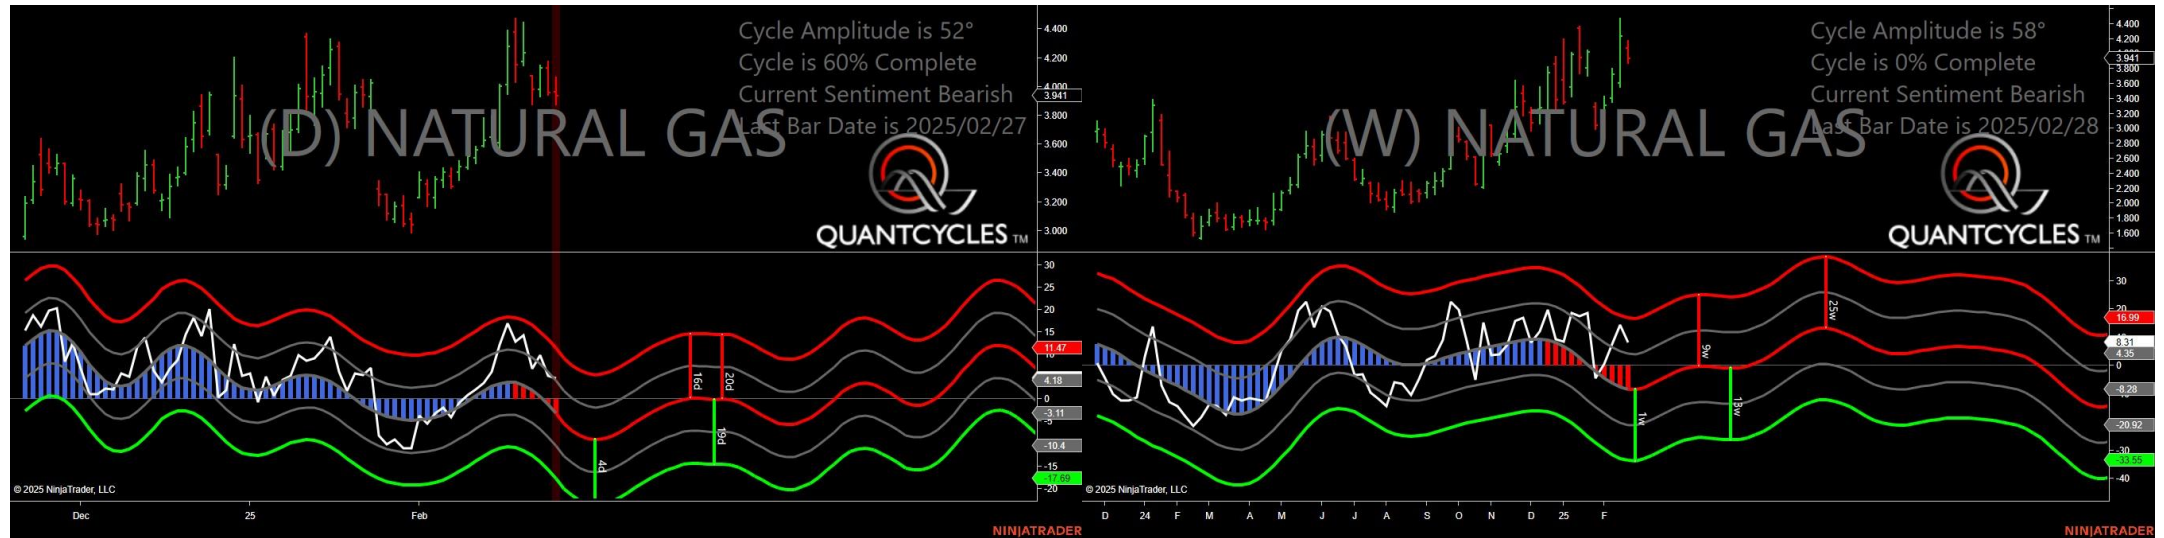 Cycle Amplitude is 52°
Cycle is 60% Complete
Current Sentiment Bearish
Last Bar Date is 2025/02/27
(D) NATURAL GAS
QUANTCYCLES TM
4.400
4.200
4.000
3.941
3.800
3.600
3.400
3.200
3.000
30
25
20
15
11.47
4.18
0
-3.11
-10.4
-15
-17.69
-20
16d
20d
19d
4d
© 2025 NinjaTrader, LLC
Dec
25
Feb
NINJATRADER
Cycle Amplitude is 58°
Cycle is 0% Complete
Current Sentiment Bearish
Last Bar Date is 2025/02/28
(W) NATURAL GAS
QUANTCYCLES TM
4.400
4.200
3.941
3.800
3.600
3.400
3.200
3.000
2.800
2.600
2.400
2.200
2.000
1.800
1.600
30
20
16.99
8.31
4.35
0
-8.28
-20.92
-30
-33.55
-40
9w
25w
1w
13w
© 2025 NinjaTrader, LLC
D 24 F M A M J J A S O N D 25 F
NINJATRADER